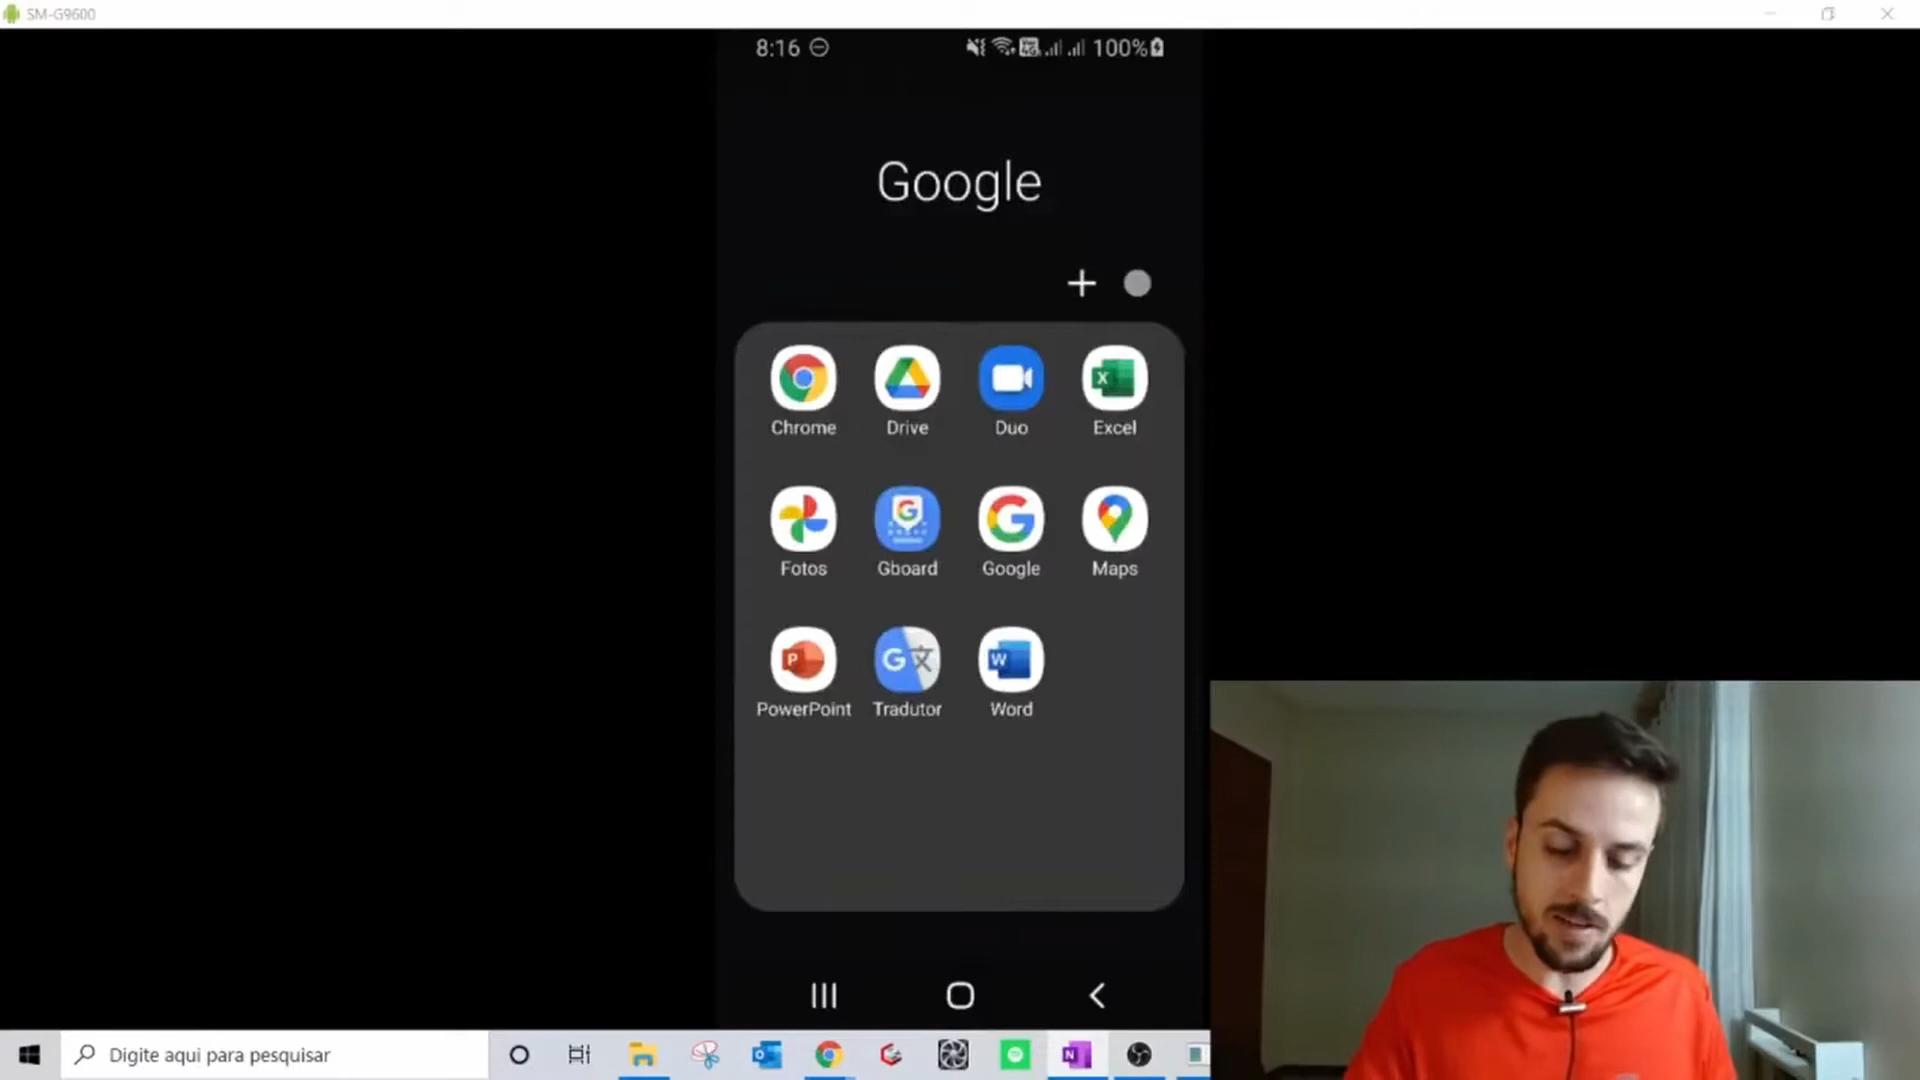 SM-G9600
8:16 100%
Google
Chrome Drive Duo Excel
Fotos Gboard Google Maps
PowerPoint Tradutor Word
Digite aqui para pesquisar